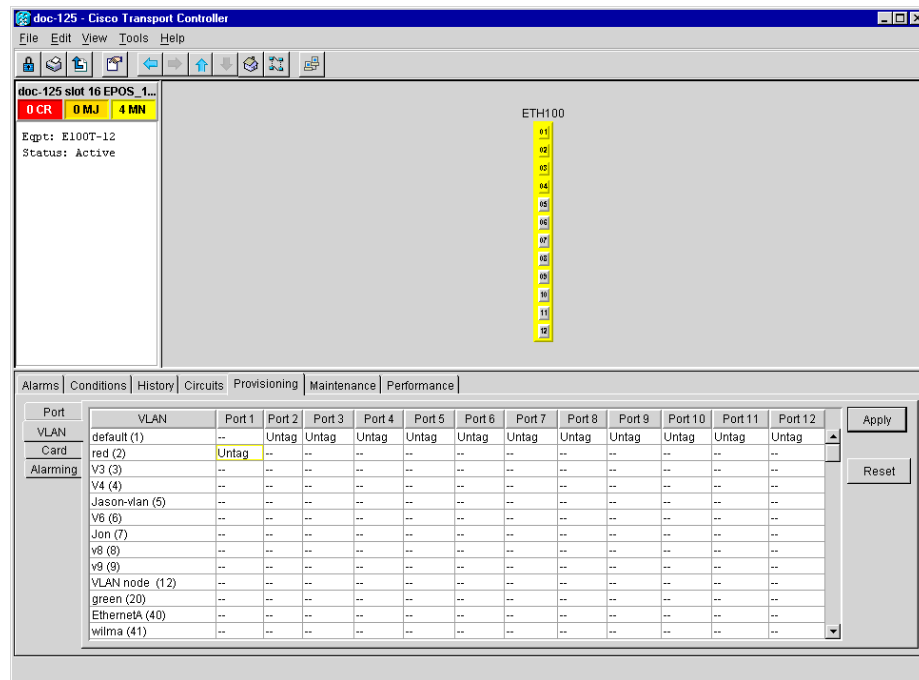 doc-125 - Cisco Transport Controller
File Edit View Tools Help
doc-125 slot 16 EPOS_1...
0 CR 0 MJ 4 MN
Eqpt: E100T-12
Status: Active
ETH100
01
02
03
04
05
06
07
08
09
10
11
12
Alarms Conditions History Circuits Provisioning Maintenance Performance
Port
VLAN
Card
Alarming
VLAN Port 1 Port 2 Port 3 Port 4 Port 5 Port 6 Port 7 Port 8 Port 9 Port 10 Port 11 Port 12
default (1) -- Untag Untag Untag Untag Untag Untag Untag Untag Untag Untag Untag
red (2) Untag -- -- -- -- -- -- -- -- -- -- --
V3 (3) -- -- -- -- -- -- -- -- -- -- -- --
V4 (4) -- -- -- -- -- -- -- -- -- -- -- --
Jason-vlan (5) -- -- -- -- -- -- -- -- -- -- -- --
V6 (6) -- -- -- -- -- -- -- -- -- -- -- --
Jon (7) -- -- -- -- -- -- -- -- -- -- -- --
v8 (8) -- -- -- -- -- -- -- -- -- -- -- --
v9 (9) -- -- -- -- -- -- -- -- -- -- -- --
VLAN node (12) -- -- -- -- -- -- -- -- -- -- -- --
green (20) -- -- -- -- -- -- -- -- -- -- -- --
EthernetA (40) -- -- -- -- -- -- -- -- -- -- -- --
wilma (41) -- -- -- -- -- -- -- -- -- -- -- --
Apply
Reset